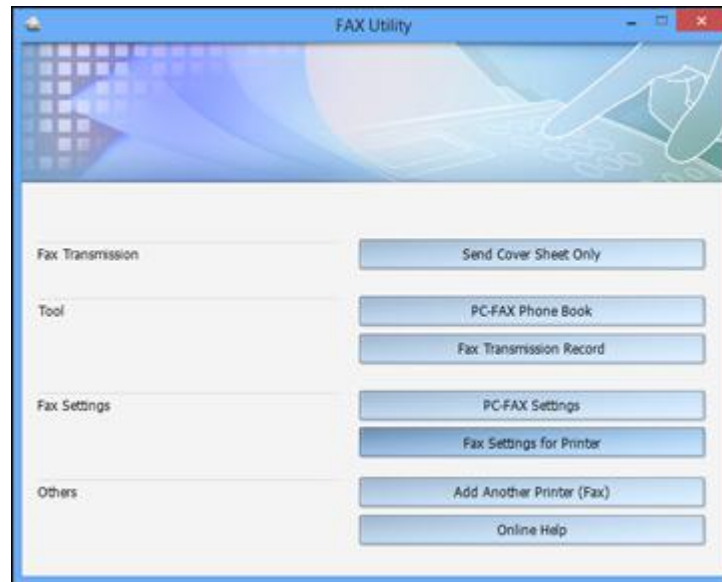 FAX Utility
Fax Transmission
Send Cover Sheet Only
Tool
PC-FAX Phone Book
Fax Transmission Record
Fax Settings
PC-FAX Settings
Fax Settings for Printer
Others
Add Another Printer (Fax)
Online Help